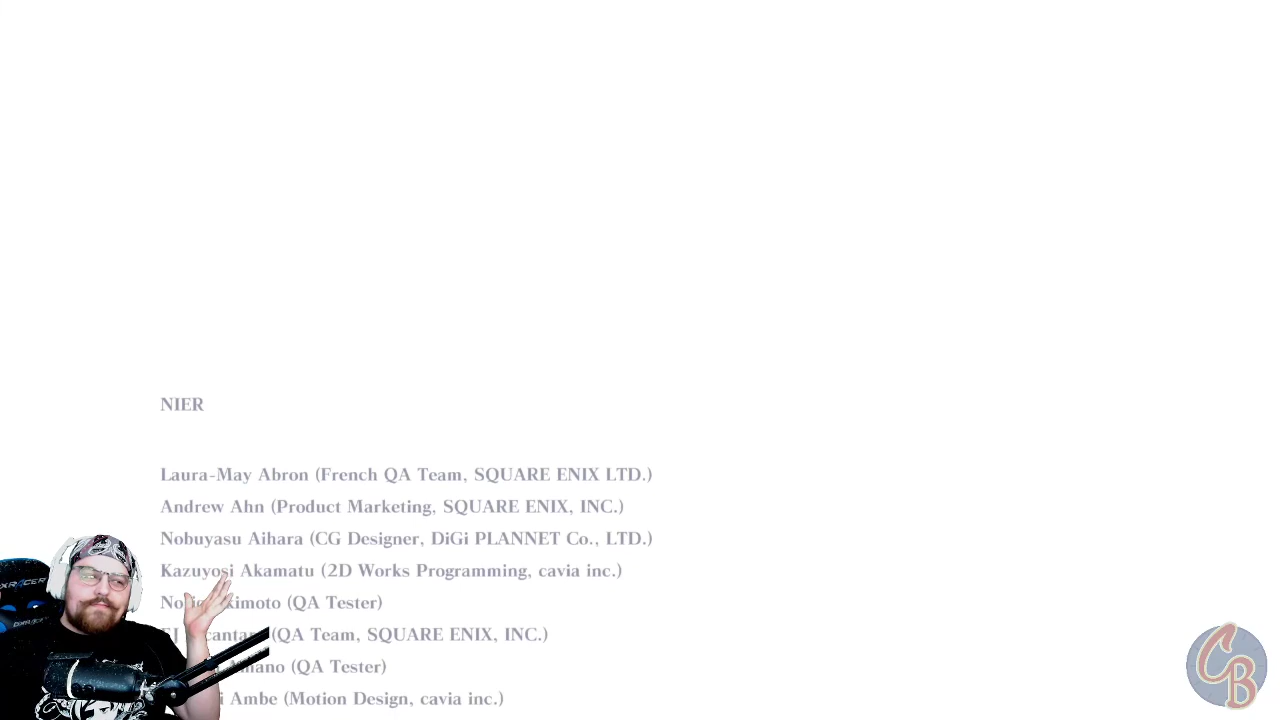 NIER
Laura-May Abron (French QA Team, SQUARE ENIX LTD.)
Andrew Ahn (Product Marketing, SQUARE ENIX, INC.)
Nobuyasu Aihara (CG Designer, DiGi PLANNET Co., LTD.)
Kazuyosi Akamatu (2D Works Programming, cavia inc.)
(QA Tester)
(QA Team, SQUARE ENIX, INC.)
(QA Tester)
Ambe (Motion Design, cavia inc.)
XRACER
CB